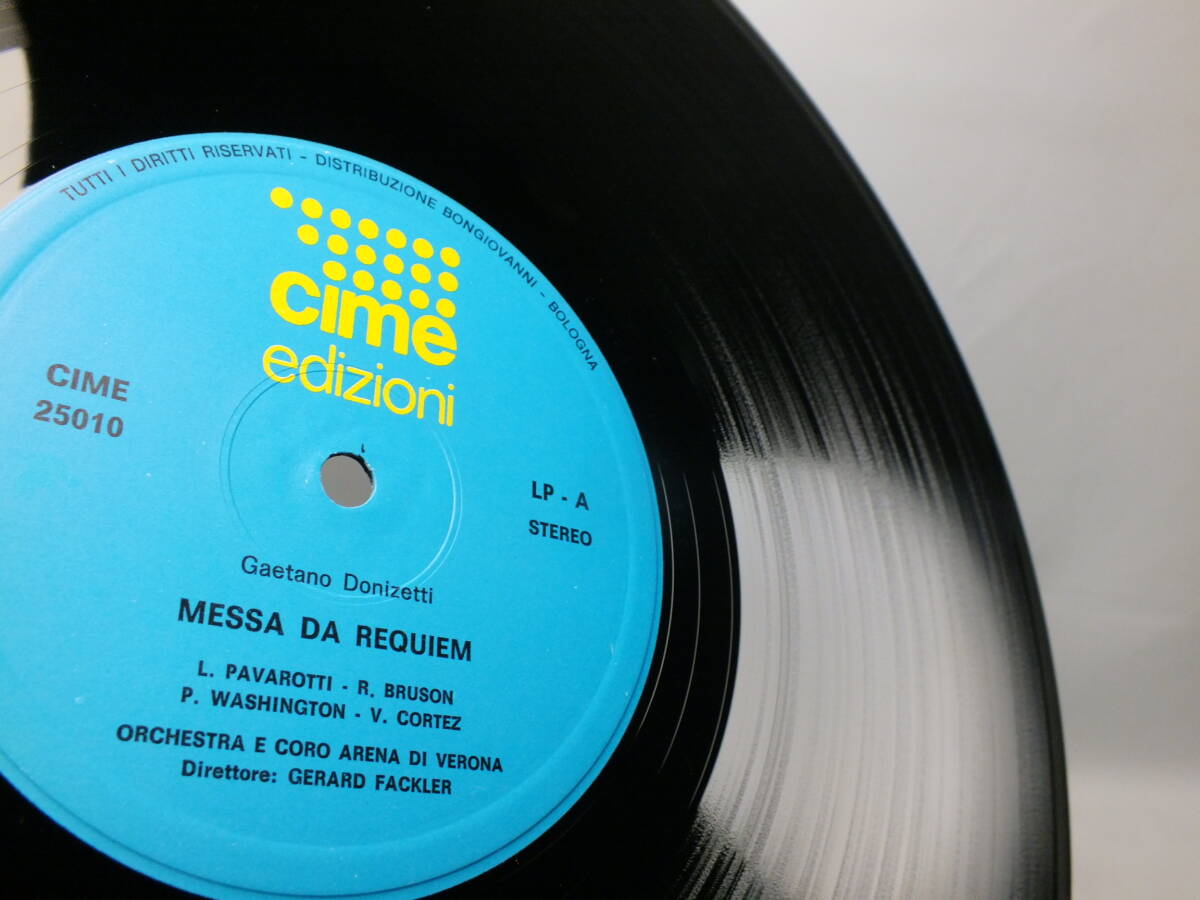 TUTTI I DIRITTI RISERVATI - DISTRIBUZIONE BONGIOVANNI - BOLOGNA
cime
edizioni
CIME
25010
LP - A
STEREO
Gaetano Donizetti
MESSA DA REQUIEM
L. PAVAROTTI - R. BRUSON
P. WASHINGTON - V. CORTEZ
ORCHESTRA E CORO ARENA DI VERONA
Direttore: GERARD FACKLER